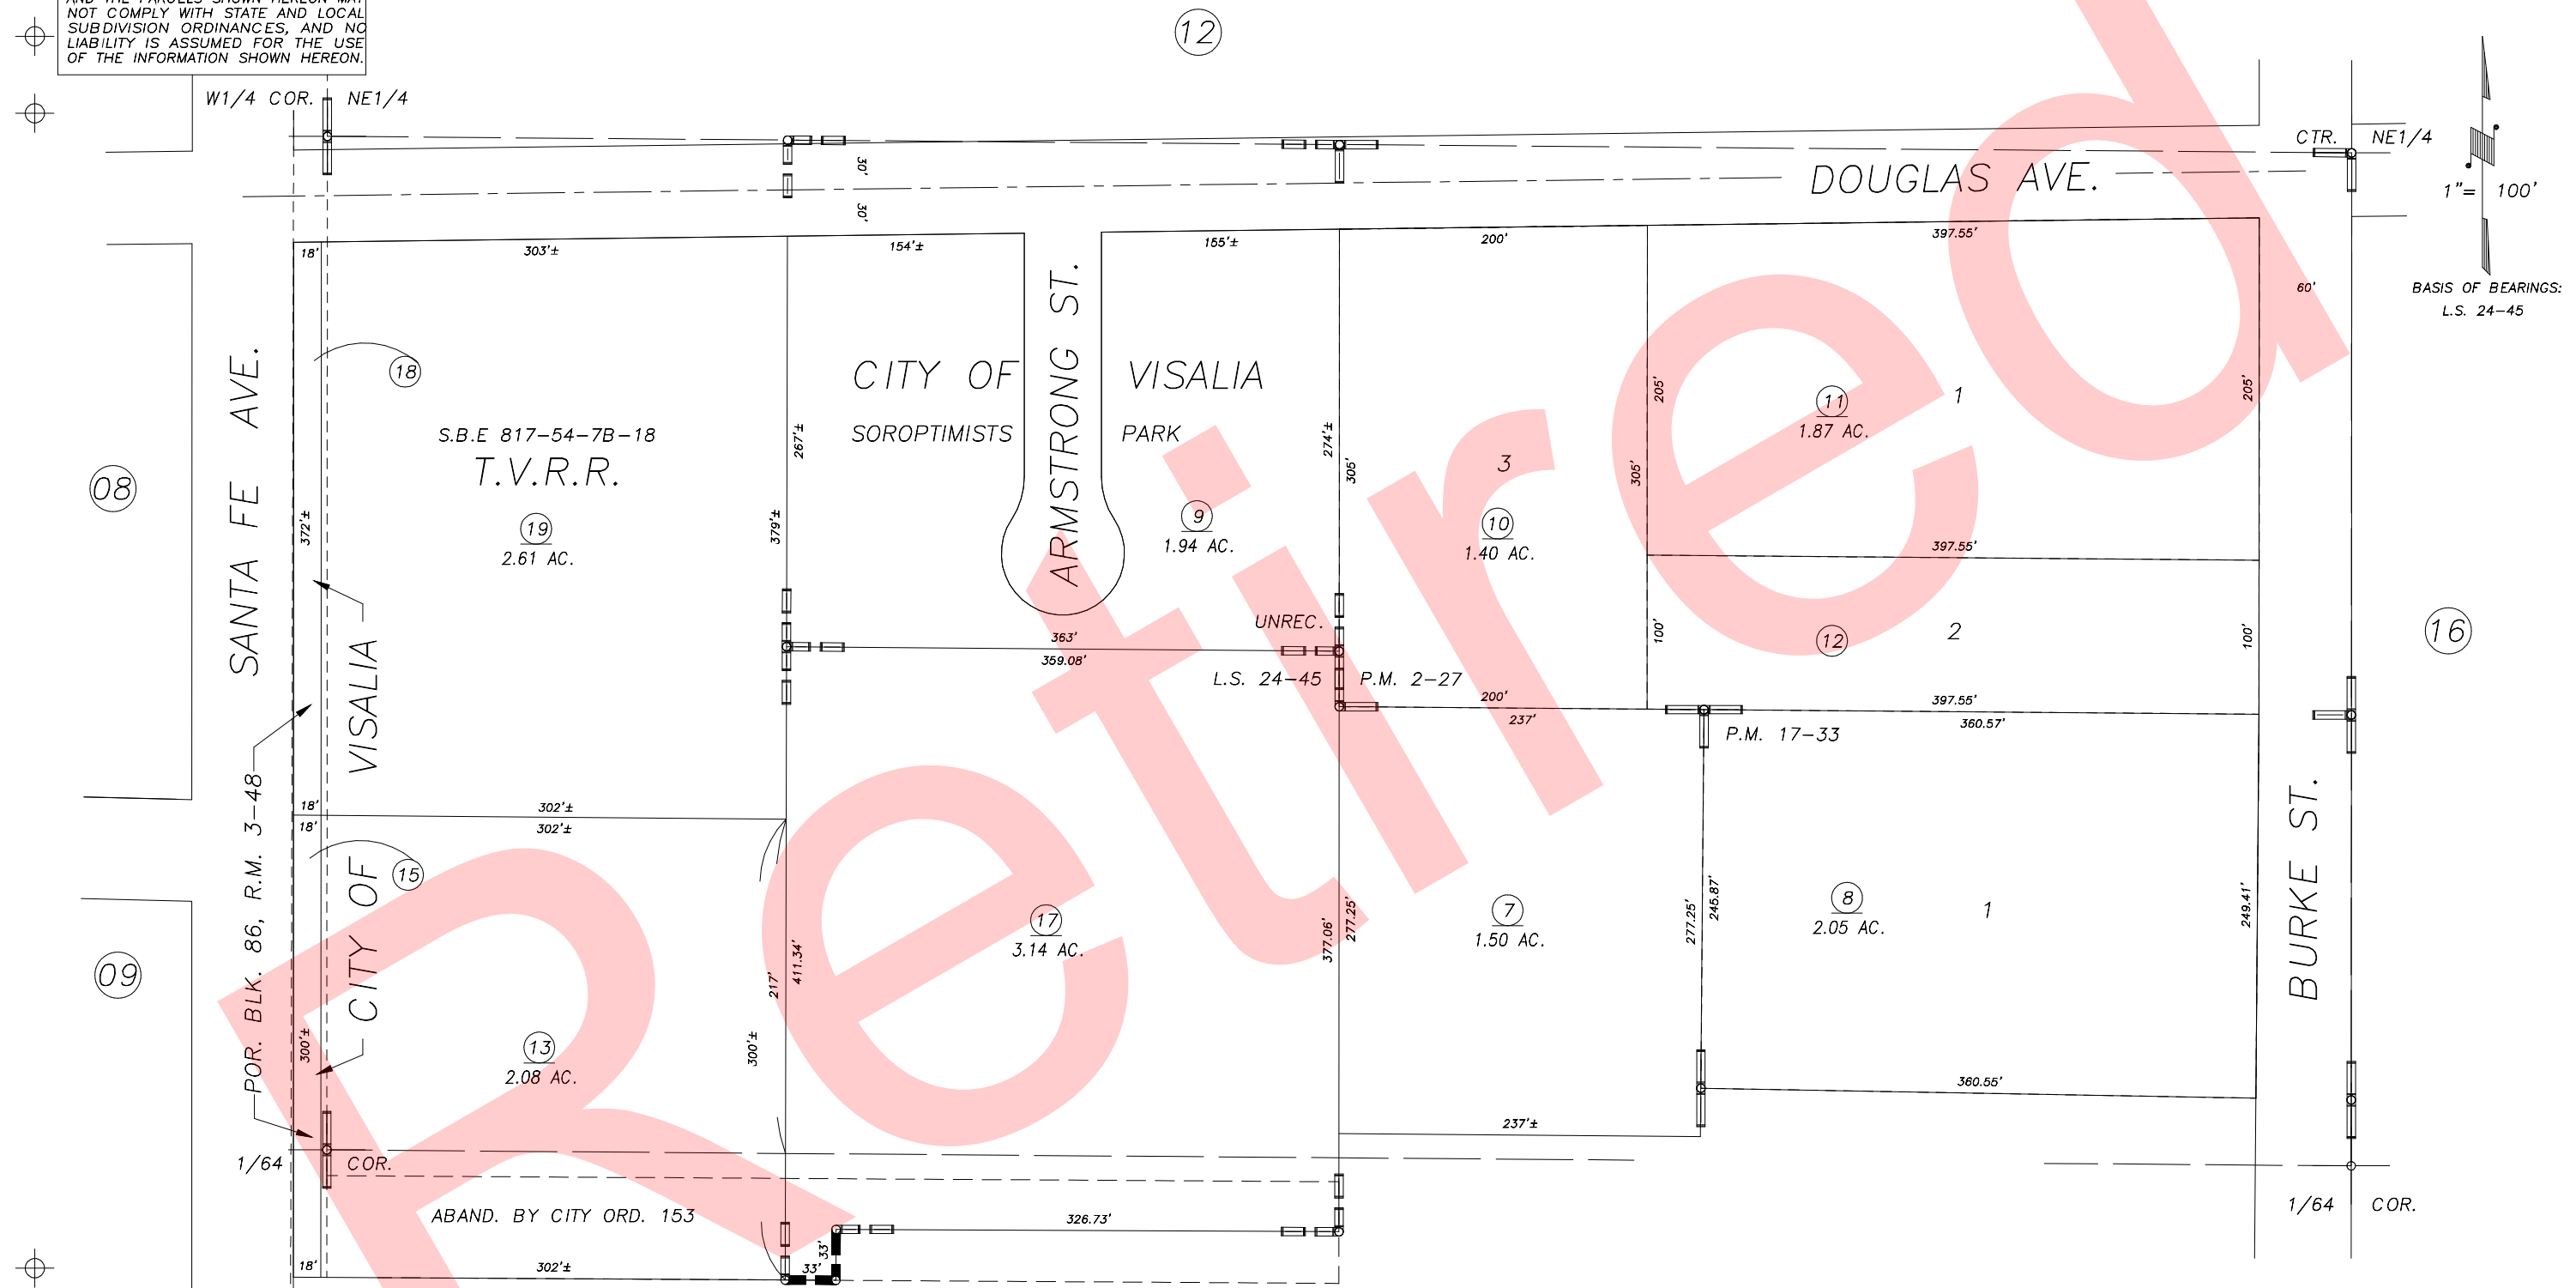 NOT COMPLY WITH STATE AND LOCAL
SUBDIVISION ORDINANCES, AND NO
LIABILITY IS ASSUMED FOR THE USE
OF THE INFORMATION SHOWN HEREON.
12
W1/4 COR. NE1/4
CTR. NE1/4
30'
30'
DOUGLAS AVE.
1"= 100'
BASIS OF BEARINGS:
L.S. 24-45
18'
303'±
154'±
155'±
200'
397.55'
60'
18
SANTA FE AVE.
ARMSTRONG ST.
CITY OF VISALIA
SOROPTIMISTS PARK
S.B.E 817-54-7B-18
T.V.R.R.
19
2.61 AC.
372'±
379'±
267'±
274'±
305'
305'
205'
205'
9
1.94 AC.
3
10
1.40 AC.
11
1.87 AC.
1
397.55'
08
16
UNREC.
363'
359.08'
L.S. 24-45
P.M. 2-27
100'
12
2
100'
200'
237'
397.55'
360.57'
P.M. 17-33
CITY OF VISALIA
POR. BLK. 86, R.M. 3-48
18'
302'±
18'
302'±
15
09
BURKE ST.
17
3.14 AC.
217'
411.34'
377.06'
277.25'
7
1.50 AC.
277.25'
245.87'
8
2.05 AC.
1
249.41'
300'±
13
2.08 AC.
300'±
360.55'
237'±
1/64 COR.
1/64 COR.
ABAND. BY CITY ORD. 153
326.73'
33'
33'
18'
302'±
Retired